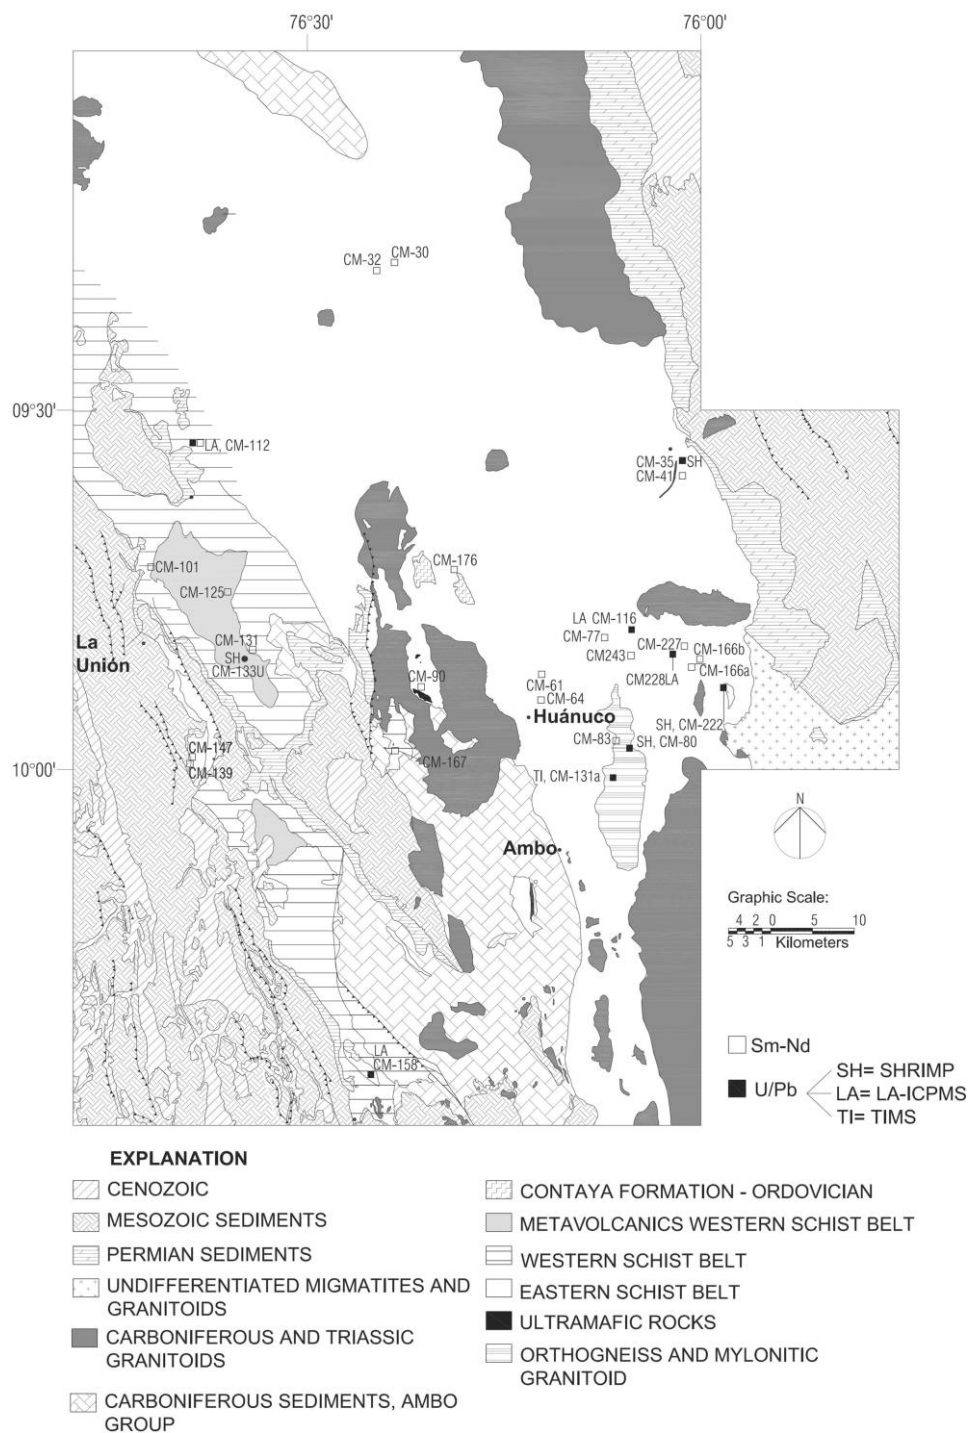 76°30'
76°00'
CM-30
CM-32
09°30'
LA, CM-112
CM-35
SH
CM-41
CM-101
CM-176
CM-125
LA CM-116
CM-77
CM-227
CM-166b
CM243
CM-166a
CM228LA
La
Unión
CM-131
SH
CM-133U
CM-90
CM-61
CM-64
Huánuco
SH, CM-222
CM-83
SH, CM-80
CM-147
CM-139
CM-167
10°00'
TI, CM-131a
Ambo
N
Graphic Scale:
4 2 0 5 10
5 3 1 Kilometers
LA
CM-158
Sm-Nd
U/Pb
SH= SHRIMP
LA= LA-ICPMS
TI= TIMS
EXPLANATION
CENOZOIC
MESOZOIC SEDIMENTS
PERMIAN SEDIMENTS
UNDIFFERENTIATED MIGMATITES AND
GRANITOIDS
CARBONIFEROUS AND TRIASSIC
GRANITOIDS
CARBONIFEROUS SEDIMENTS, AMBO
GROUP
CONTAYA FORMATION - ORDOVICIAN
METAVOLCANICS WESTERN SCHIST BELT
WESTERN SCHIST BELT
EASTERN SCHIST BELT
ULTRAMAFIC ROCKS
ORTHOGNEISS AND MYLONITIC
GRANITOID